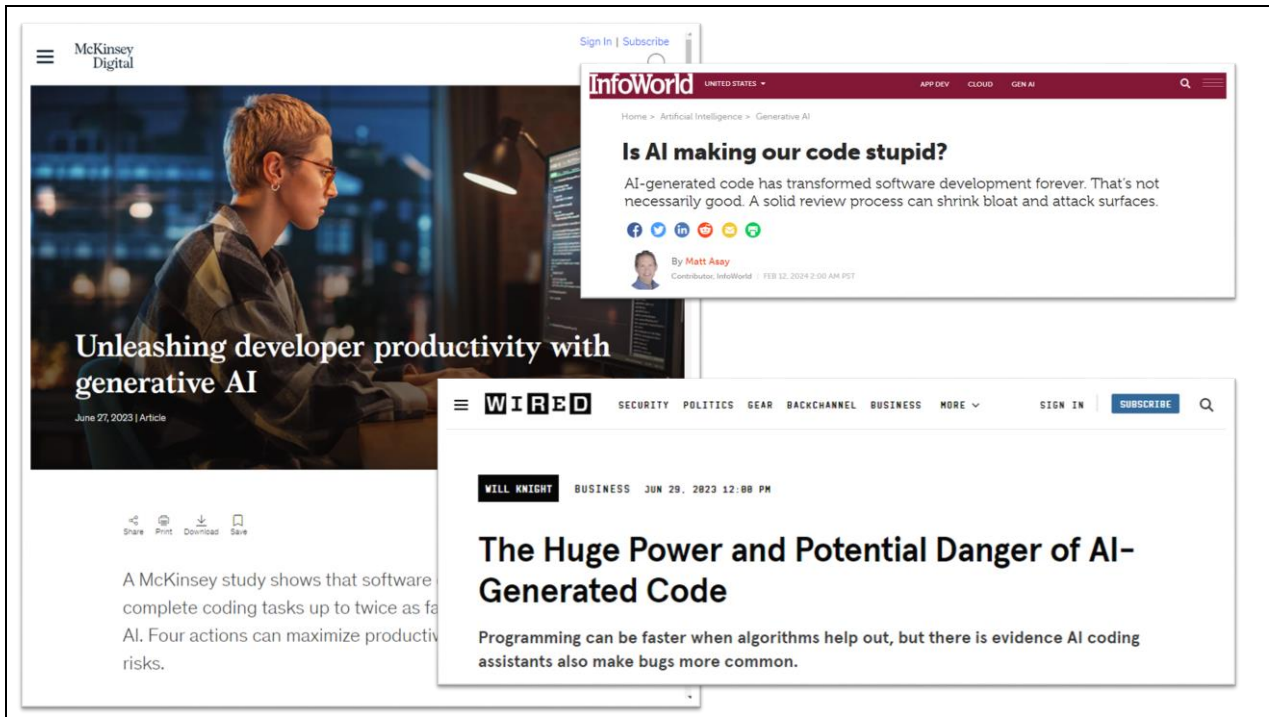 McKinsey
Digital
Sign In | Subscribe
Unleashing developer productivity with
generative AI
June 27, 2023 | Article
Share Print Download Save
A McKinsey study shows that software
complete coding tasks up to twice as fa
AI. Four actions can maximize productiv
risks.
InfoWorld UNITED STATES APP DEV CLOUD GEN AI
Home > Artificial Intelligence > Generative AI
Is AI making our code stupid?
AI-generated code has transformed software development forever. That's not
necessarily good. A solid review process can shrink bloat and attack surfaces.
By Matt Asay
Contributor, InfoWorld | FEB 12, 2024 2:00 AM PST
WIRED SECURITY POLITICS GEAR BACKCHANNEL BUSINESS MORE SIGN IN SUBSCRIBE
WILL KNIGHT BUSINESS JUN 29, 2023 12:00 PM
The Huge Power and Potential Danger of AI-
Generated Code
Programming can be faster when algorithms help out, but there is evidence AI coding
assistants also make bugs more common.